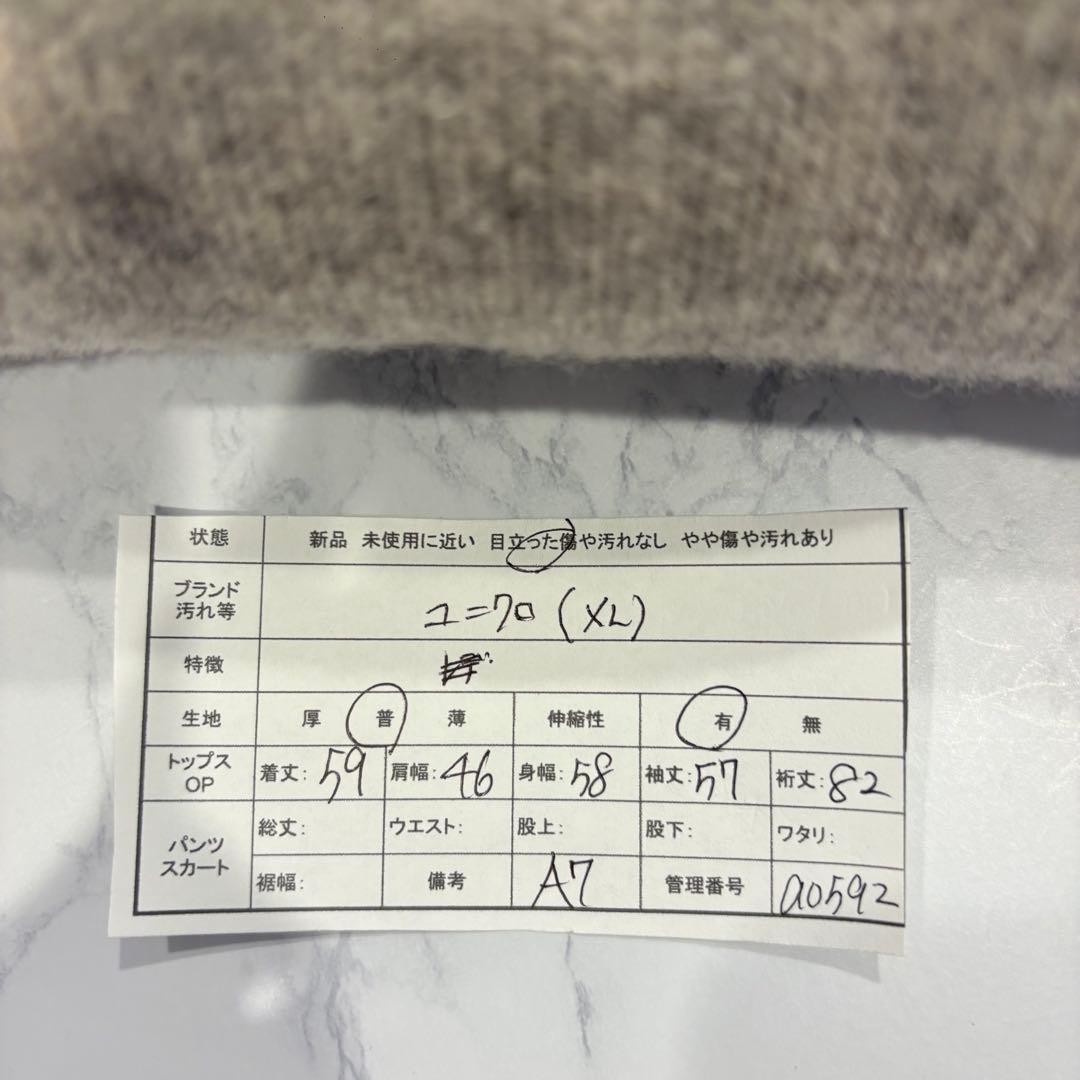 状態 新品 未使用に近い 目立った傷や汚れなし やや傷や汚れあり
ブランド
汚れ等
ユニクロ (XL)
特徴
生地 厚 普 薄 伸縮性 有 無
トップス
OP
着丈: 59 肩幅: 46 身幅: 58 袖丈: 57 裄丈: 82
パンツ
スカート
総丈: ウエスト: 股上: 股下: ワタリ:
裾幅: 備考 A7 管理番号 a0592